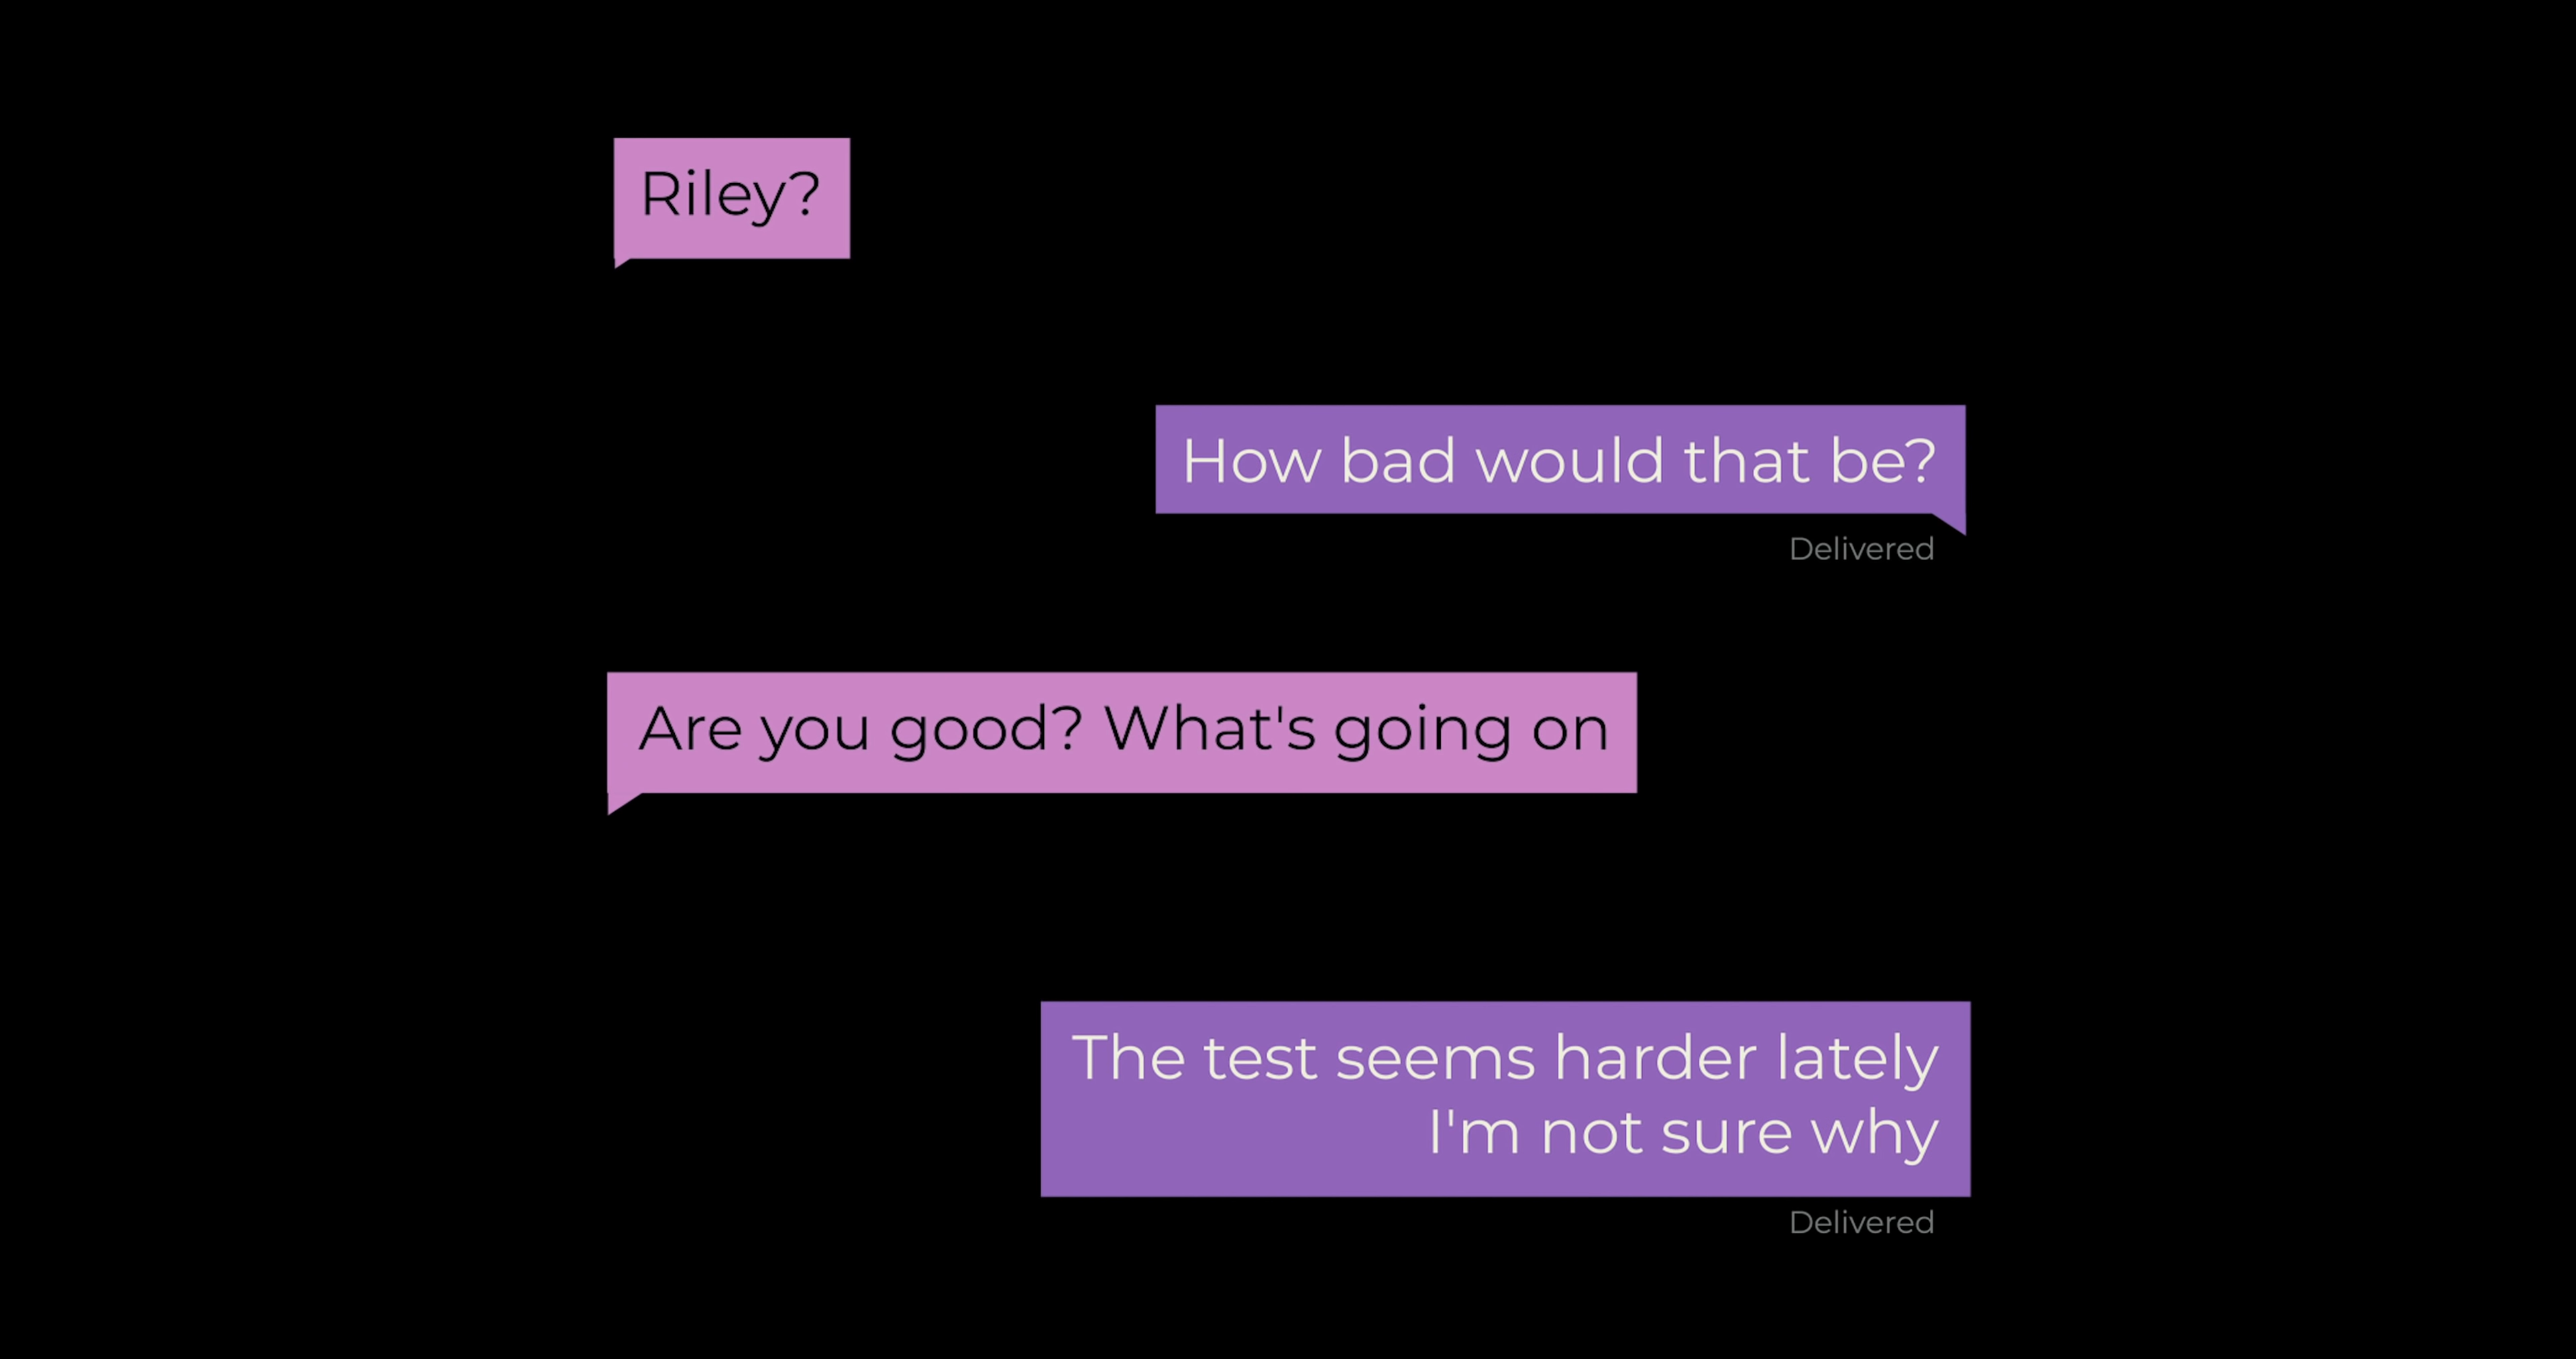 Riley?
How bad would that be?
Delivered
Are you good? What's going on
The test seems harder lately
I'm not sure why
Delivered